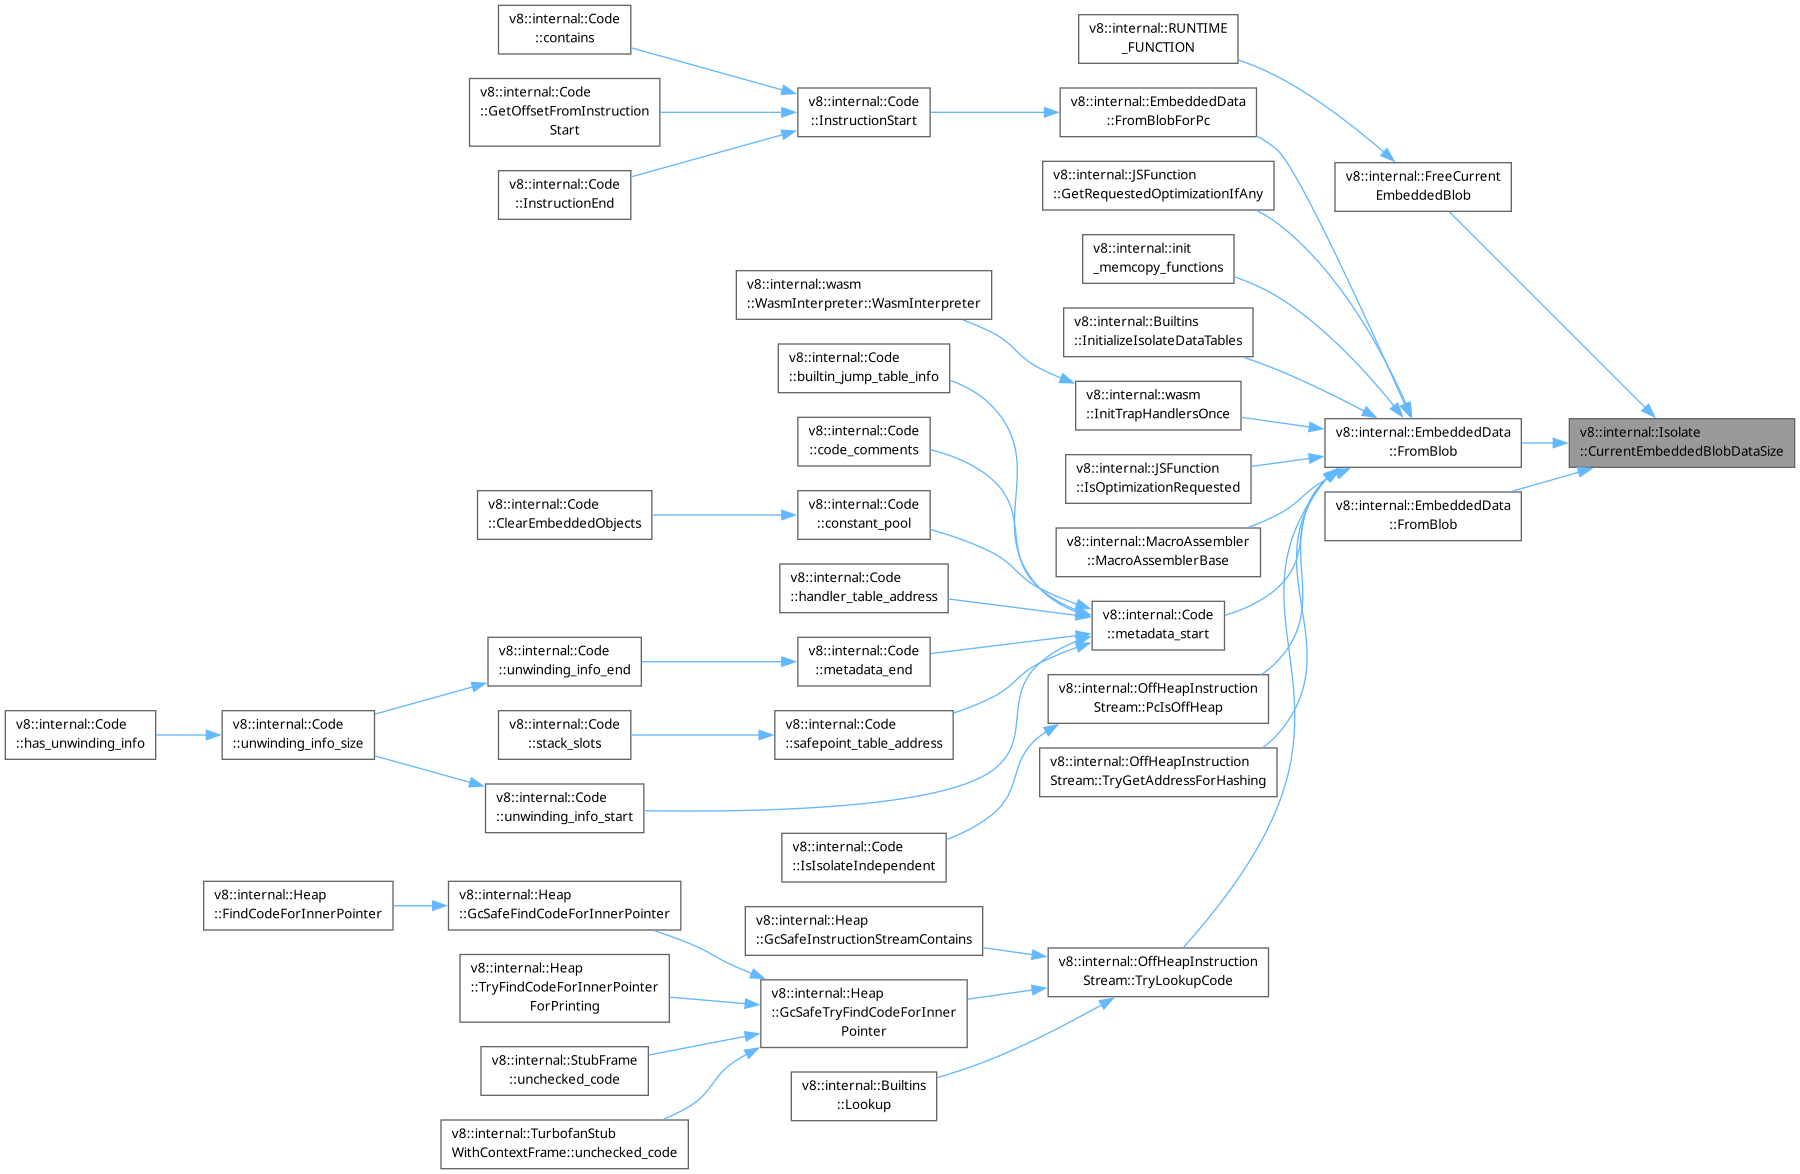 v8::internal::Code
::contains
v8::internal::RUNTIME
_FUNCTION
v8::internal::Code
::GetOffsetFromInstruction
Start
v8::internal::Code
::InstructionStart
v8::internal::EmbeddedData
::FromBlobForPc
v8::internal::Code
::InstructionEnd
v8::internal::JSFunction
::GetRequestedOptimizationIfAny
v8::internal::FreeCurrent
EmbeddedBlob
v8::internal::init
_memcopy_functions
v8::internal::wasm
::WasmInterpreter::WasmInterpreter
v8::internal::Builtins
::InitializeIsolateDataTables
v8::internal::Code
::builtin_jump_table_info
v8::internal::wasm
::InitTrapHandlersOnce
v8::internal::Code
::code_comments
v8::internal::EmbeddedData
::FromBlob
v8::internal::Isolate
::CurrentEmbeddedBlobDataSize
v8::internal::JSFunction
::IsOptimizationRequested
v8::internal::Code
::ClearEmbeddedObjects
v8::internal::Code
::constant_pool
v8::internal::EmbeddedData
::FromBlob
v8::internal::MacroAssembler
::MacroAssemblerBase
v8::internal::Code
::handler_table_address
v8::internal::Code
::metadata_start
v8::internal::Code
::unwinding_info_end
v8::internal::Code
::metadata_end
v8::internal::OffHeapInstruction
Stream::PcIsOffHeap
v8::internal::Code
::has_unwinding_info
v8::internal::Code
::unwinding_info_size
v8::internal::Code
::stack_slots
v8::internal::Code
::safepoint_table_address
v8::internal::OffHeapInstruction
Stream::TryGetAddressForHashing
v8::internal::Code
::unwinding_info_start
v8::internal::Code
::IsIsolateIndependent
v8::internal::Heap
::FindCodeForInnerPointer
v8::internal::Heap
::GcSafeFindCodeForInnerPointer
v8::internal::Heap
::GcSafeInstructionStreamContains
v8::internal::OffHeapInstruction
Stream::TryLookupCode
v8::internal::Heap
::TryFindCodeForInnerPointer
ForPrinting
v8::internal::Heap
::GcSafeTryFindCodeForInner
Pointer
v8::internal::StubFrame
::unchecked_code
v8::internal::Builtins
::Lookup
v8::internal::TurbofanStub
WithContextFrame::unchecked_code